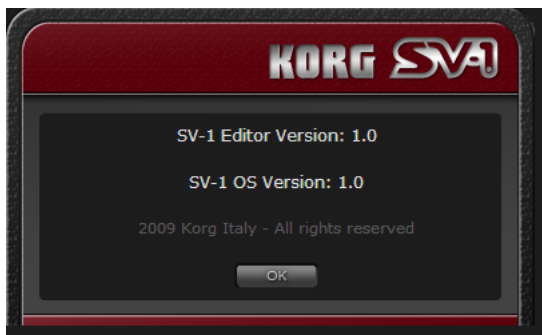 KORG SV-1
SV-1 Editor Version: 1.0
SV-1 OS Version: 1.0
2009 Korg Italy - All rights reserved
OK